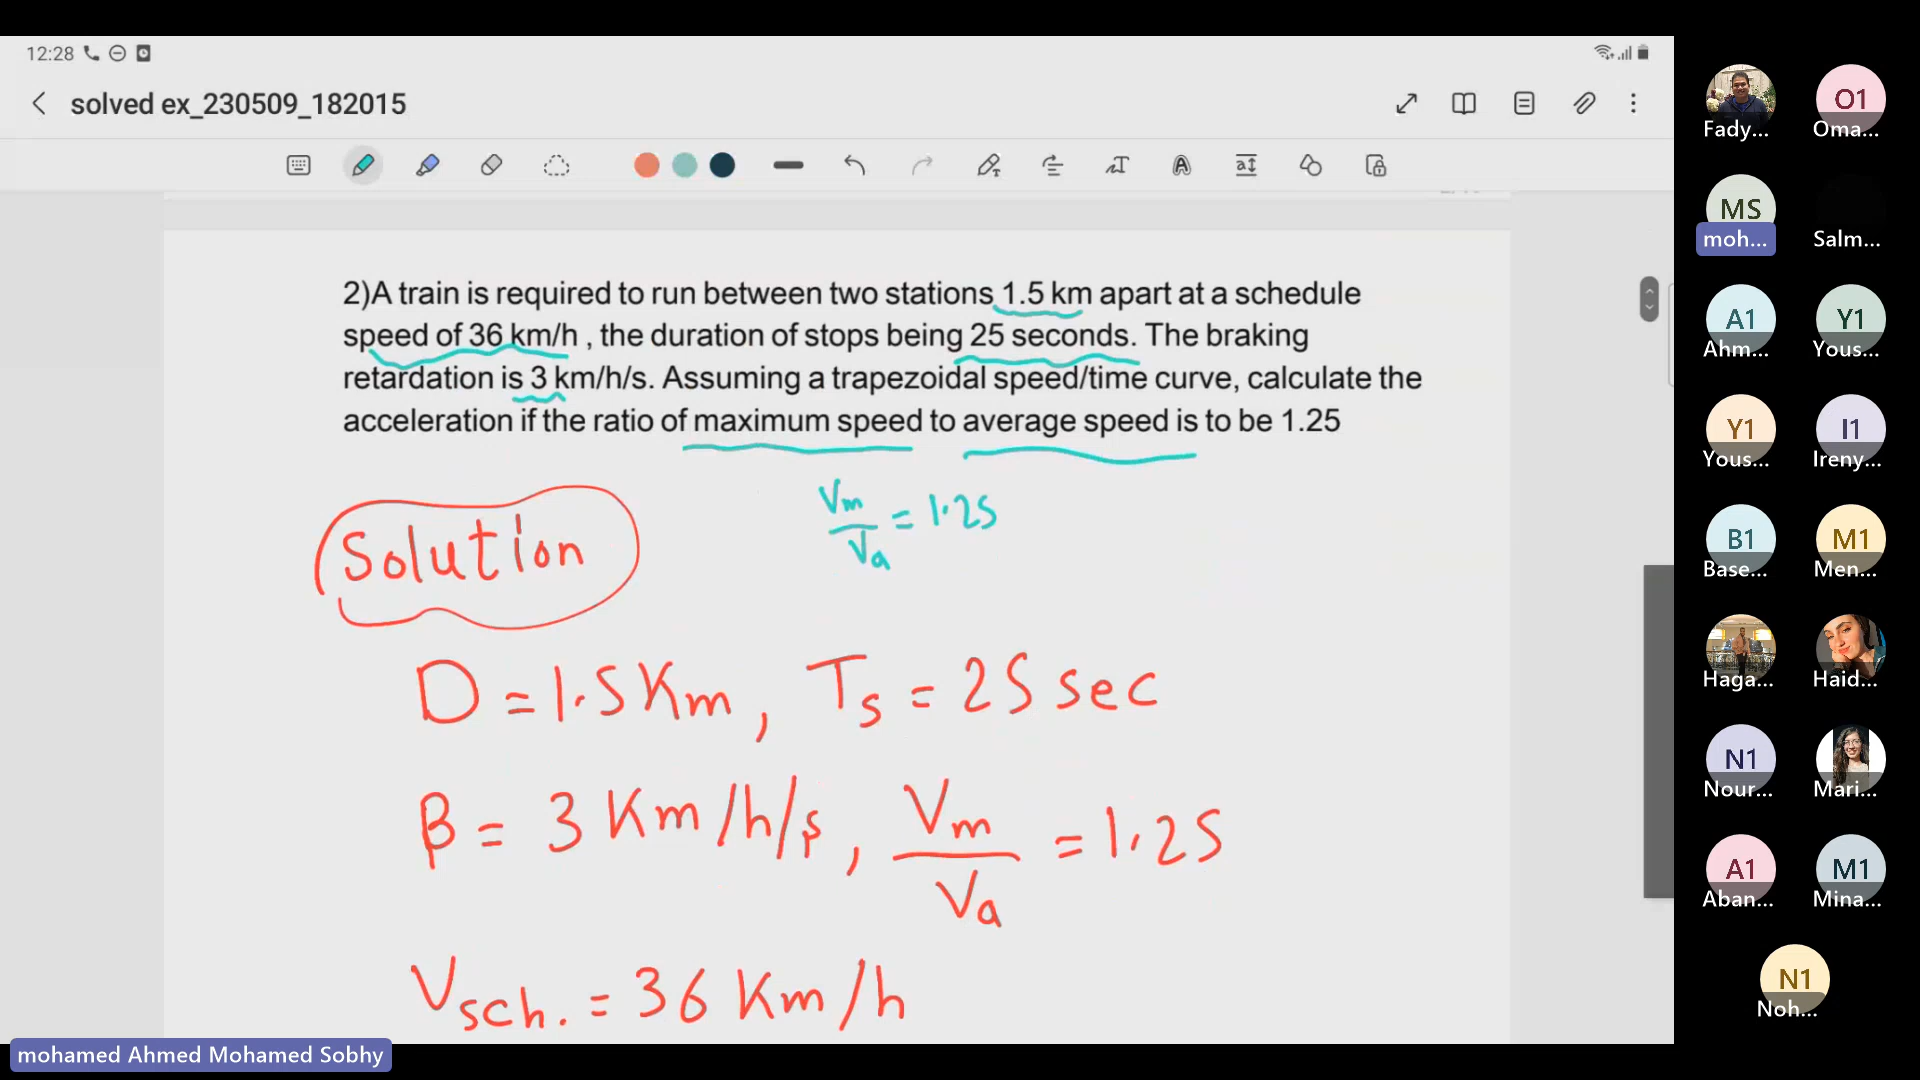 12:28
solved ex_230509_182015
2)A train is required to run between two stations 1.5 km apart at a schedule
speed of 36 km/h , the duration of stops being 25 seconds. The braking
retardation is 3 km/h/s. Assuming a trapezoidal speed/time curve, calculate the
acceleration if the ratio of maximum speed to average speed is to be 1.25
Vm
/
Va
= 1.25
Solution
D = 1.5 Km, Ts = 25 sec
β = 3 Km/h/s, Vm/Va = 1.25
Vsch. = 36 Km/h
mohamed Ahmed Mohamed Sobhy
Fady...
O1
Oma...
MS
moh...
Salm...
A1
Ahm...
Y1
Yous...
Y1
Yous...
I1
Ireny...
B1
Base...
M1
Men...
Haga...
Haid...
N1
Nour...
Mari...
A1
Aban...
M1
Mina...
N1
Noh...